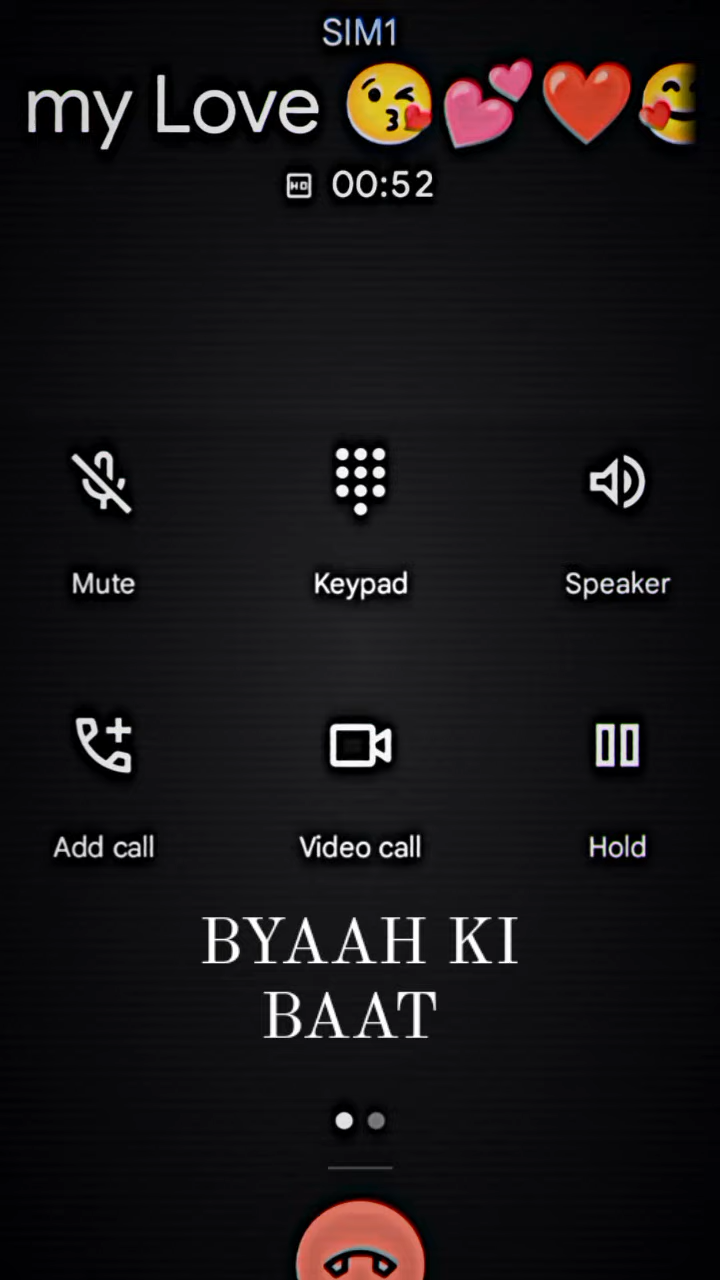 SIM1
my Love 😘💕❤️🥰
HD 00:52
Mute Keypad Speaker
Add call Video call Hold
BYAAH KI
BAAT